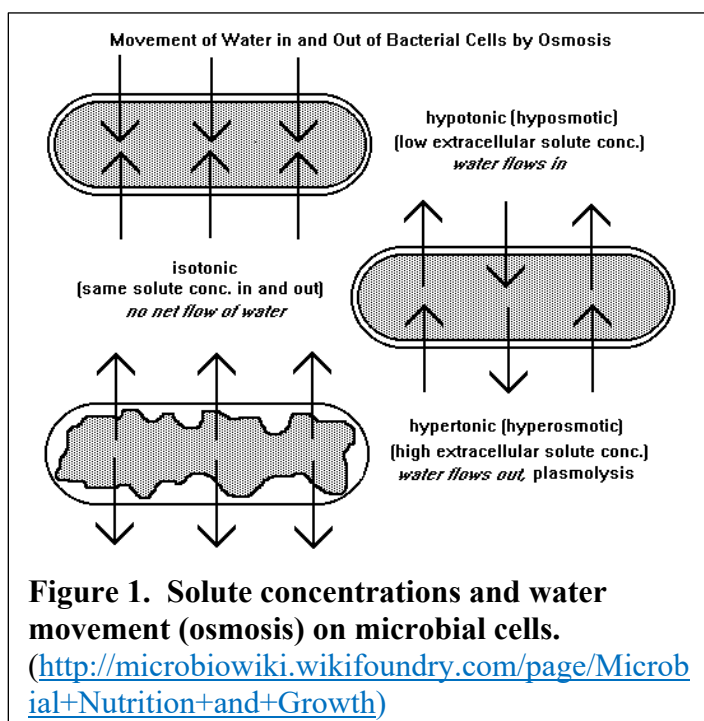 Movement of Water in and Out of Bacterial Cells by Osmosis
hypotonic (hyposmotic)
(low extracellular solute conc.)
water flows in
isotonic
(same solute conc. in and out)
no net flow of water
hypertonic (hyperosmotic)
(high extracellular solute conc.)
water flows out, plasmolysis
Figure 1.  Solute concentrations and water
movement (osmosis) on microbial cells.
(http://microbiowiki.wikifoundry.com/page/Microb
ial+Nutrition+and+Growth)